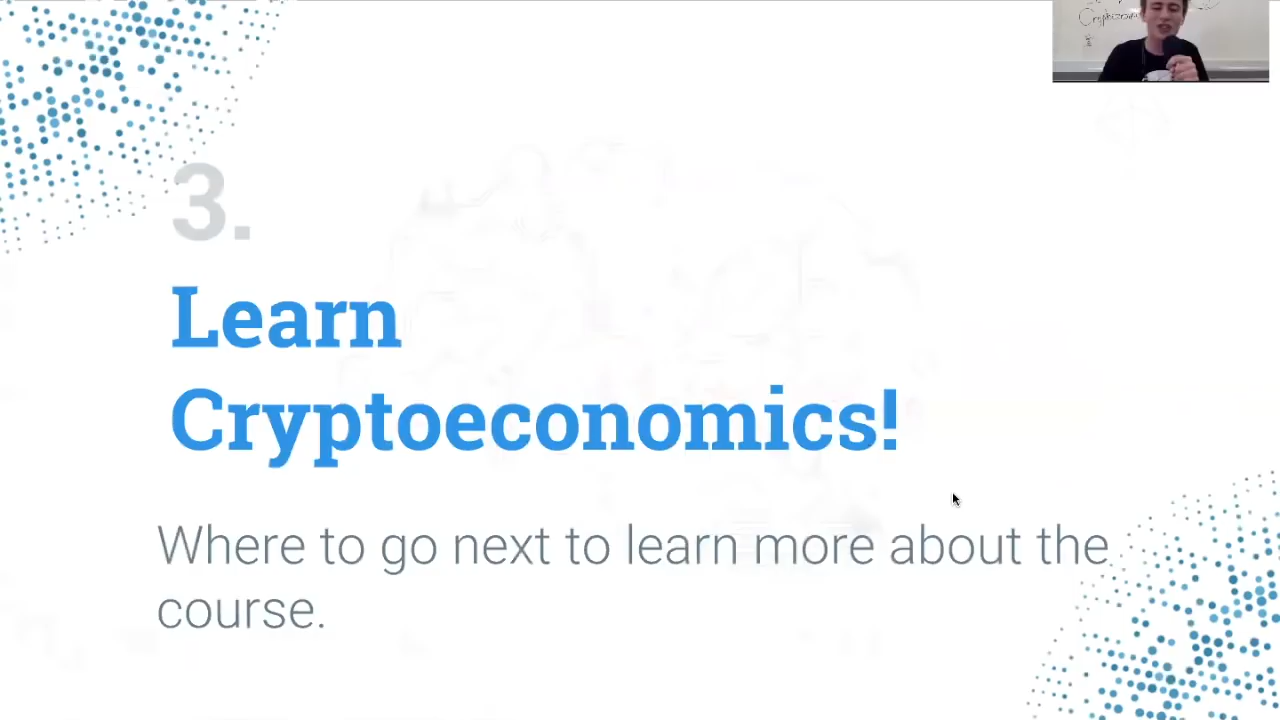 3.
Learn
Cryptoeconomics!
Where to go next to learn more about the
course.